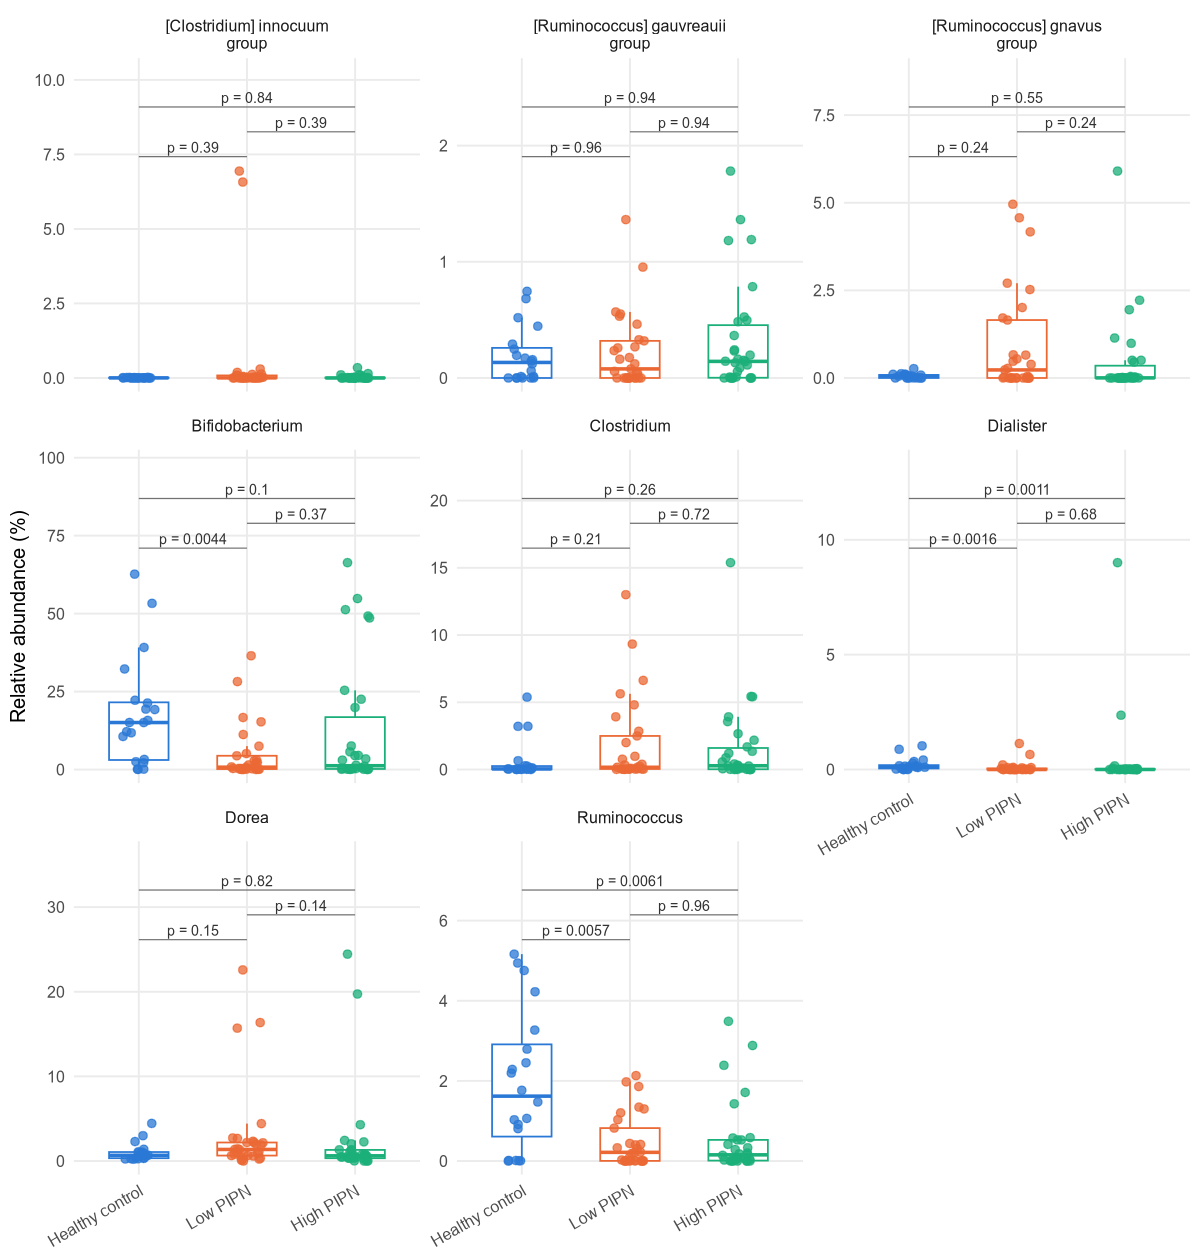 [Clostridium] innocuum
group
[Ruminococcus] gauvreauii
group
[Ruminococcus] gnavus
group
10.0
7.5
5.0
2.5
0.0
p = 0.84
p = 0.39
p = 0.39
2
1
0
p = 0.94
p = 0.94
p = 0.96
7.5
5.0
2.5
0.0
p = 0.55
p = 0.24
p = 0.24
Relative abundance (%)
Bifidobacterium
Clostridium
Dialister
100
75
50
25
0
p = 0.1
p = 0.37
p = 0.0044
20
15
10
5
0
p = 0.26
p = 0.72
p = 0.21
10
5
0
p = 0.0011
p = 0.68
p = 0.0016
Healthy control
Low PIPN
High PIPN
Dorea
Ruminococcus
30
20
10
0
p = 0.82
p = 0.14
p = 0.15
Healthy control
Low PIPN
High PIPN
6
4
2
0
p = 0.0061
p = 0.96
p = 0.0057
Healthy control
Low PIPN
High PIPN